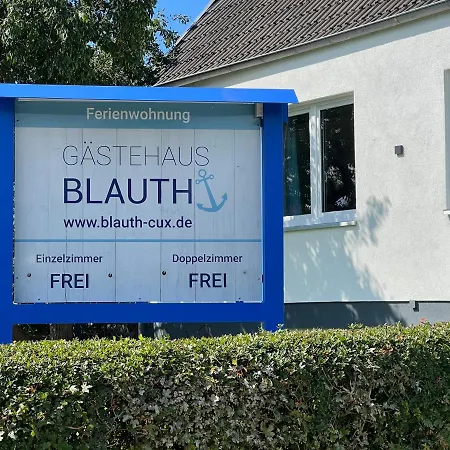 Ferienwohnung
GÄSTEHAUS
BLAUTH
www.blauth-cux.de
Einzelzimmer Doppelzimmer
FREI FREI